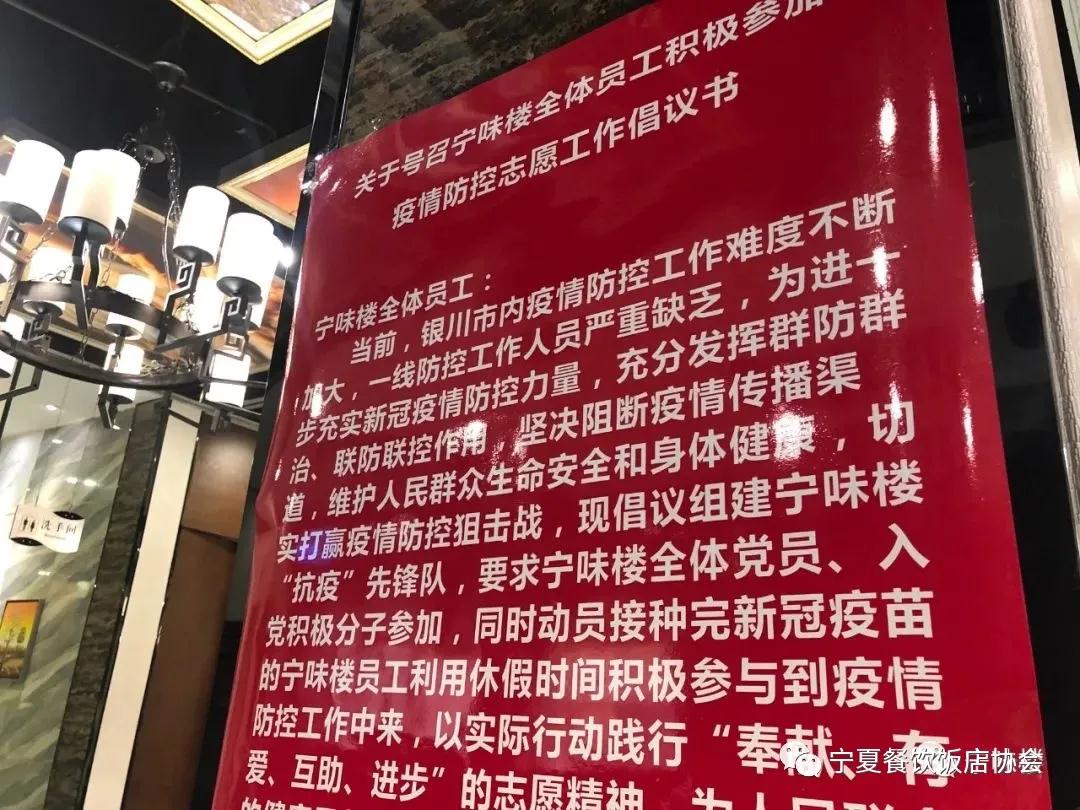 关于号召宁味楼全体员工积极参加
疫情防控志愿工作倡议书
宁味楼全体员工：
当前，银川市内疫情防控工作难度不断
加大，一线防控工作人员严重缺乏，为进一
步充实新冠疫情防控力量，充分发挥群防群
治、联防联控作用，坚决阻断疫情传播渠
道，维护人民群众生命安全和身体健康，切
实打赢疫情防控狙击战，现倡议组建宁味楼
“抗疫”先锋队，要求宁味楼全体党员、入
党积极分子参加，同时动员接种完新冠疫苗
的宁味楼员工利用休假时间积极参与到疫情
防控工作中来，以实际行动践行“奉献、友
爱、互助、进步”的志愿精神，为人民群众
洗手间
宁夏餐饮饭店协会